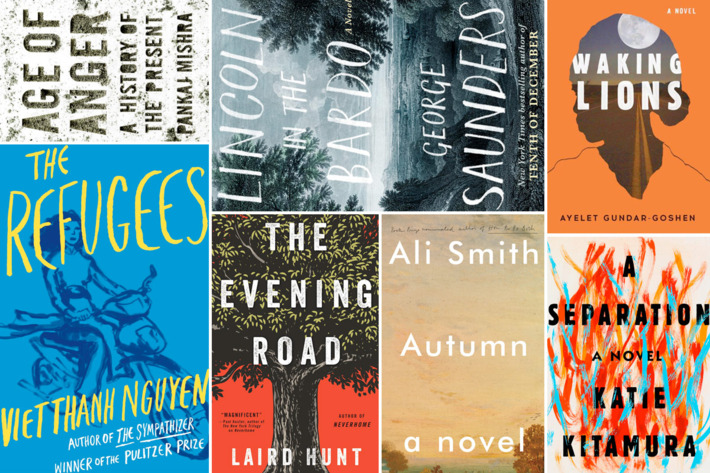 AGE OF
ANGER
A HISTORY OF
THE PRESENT
PANKAJ MISHRA
LINCOLN
IN THE
BARDO
A Novel
GEORGE
SAUNDERS
New York Times bestselling author of
TENTH OF DECEMBER
A NOVEL
WAKING
LIONS
AYELET GUNDAR-GOSHEN
THE
REFUGEES
VIET THANH NGUYEN
AUTHOR OF THE SYMPATHIZER
WINNER OF THE PULITZER PRIZE
THE
EVENING
ROAD
"MAGNIFICENT"
AUTHOR OF
NEVERHOME
LAIRD HUNT
Ali Smith
Autumn
a novel
A
SEPARATION
A NOVEL
KATIE
KITAMURA